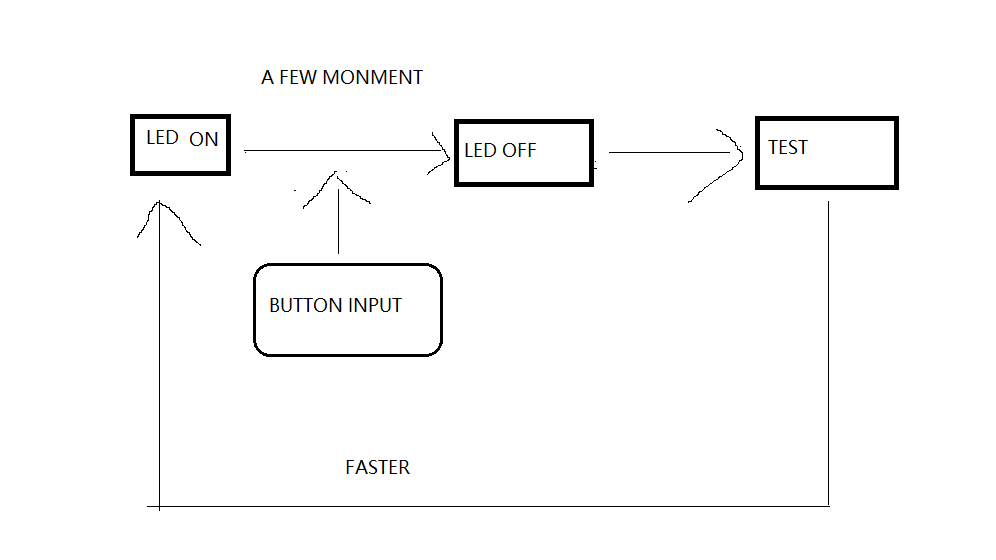 A FEW MONMENT
LED ON
LED OFF
TEST
BUTTON INPUT
FASTER